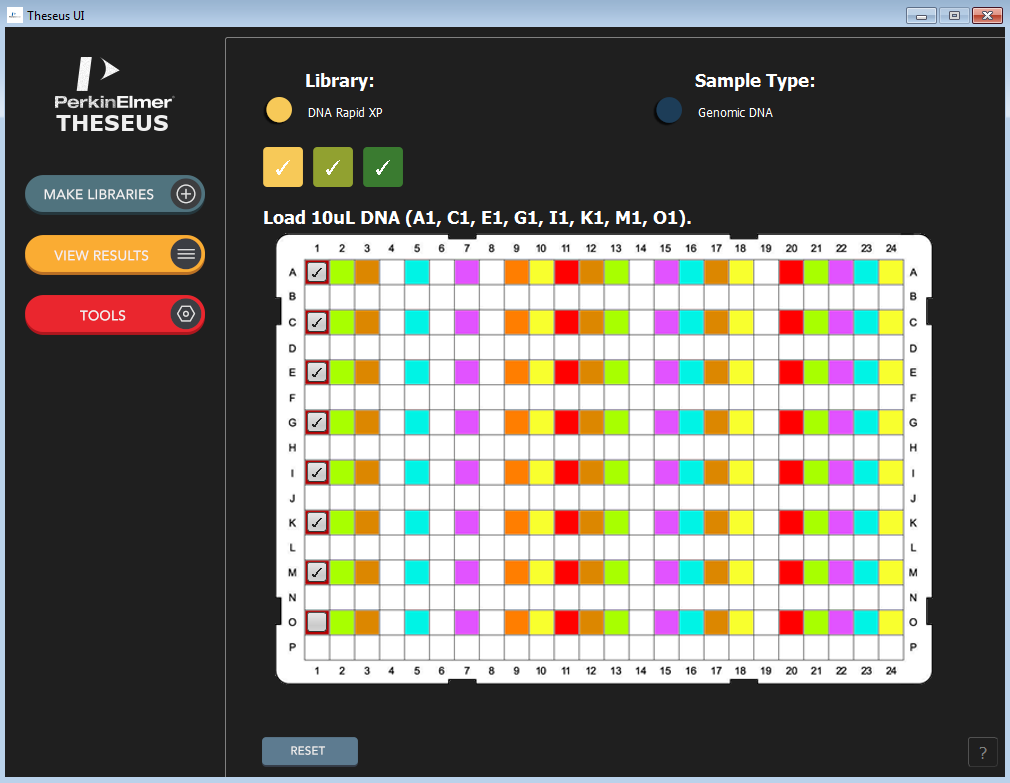 Theseus UI
PerkinElmer
THESEUS
MAKE LIBRARIES
VIEW RESULTS
TOOLS
Library:
DNA Rapid XP
Sample Type:
Genomic DNA
Load 10uL DNA (A1, C1, E1, G1, I1, K1, M1, O1).
1 2 3 4 5 6 7 8 9 10 11 12 13 14 15 16 17 18 19 20 21 22 23 24
A A
B B
C C
D D
E E
F F
G G
H H
I I
J J
K K
L L
M M
N N
O O
P P
1 2 3 4 5 6 7 8 9 10 11 12 13 14 15 16 17 18 19 20 21 22 23 24
RESET
?